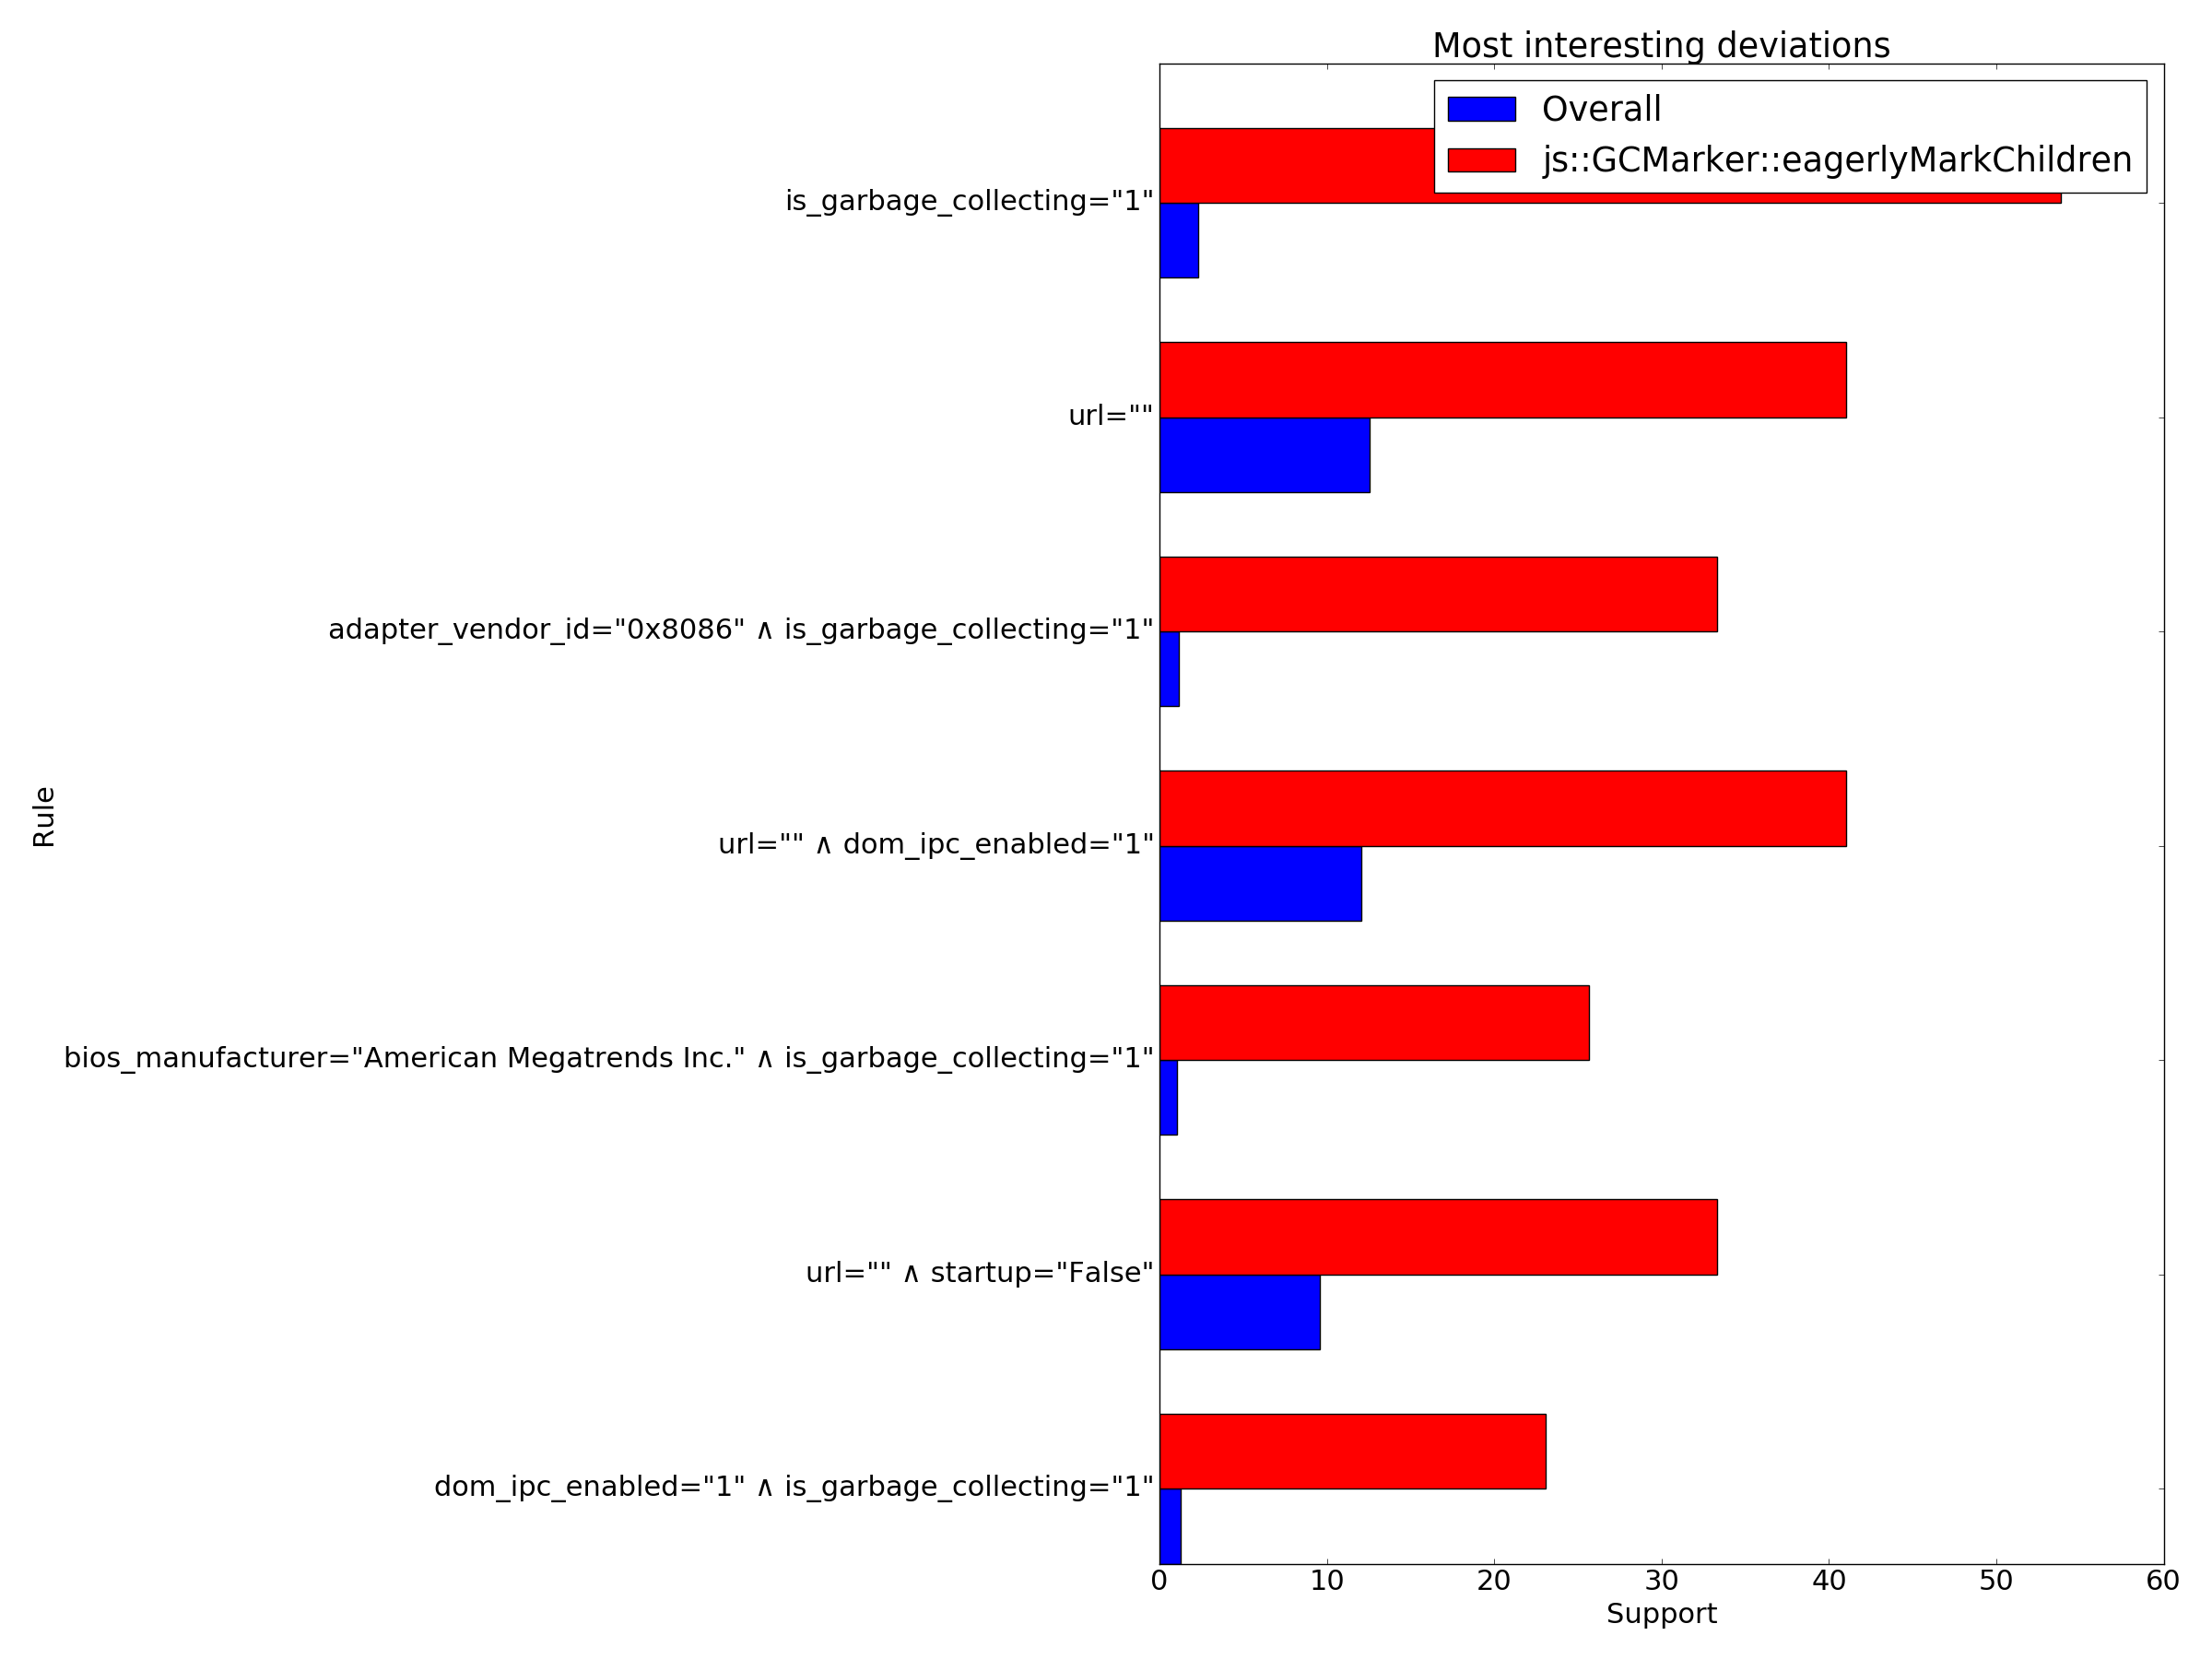 Most interesting deviations
Overall
js::GCMarker::eagerlyMarkChildren
is_garbage_collecting="1"
url=""
adapter_vendor_id="0x8086" ∧ is_garbage_collecting="1"
url="" ∧ dom_ipc_enabled="1"
bios_manufacturer="American Megatrends Inc." ∧ is_garbage_collecting="1"
url="" ∧ startup="False"
dom_ipc_enabled="1" ∧ is_garbage_collecting="1"
Rule
0 10 20 30 40 50 60
Support